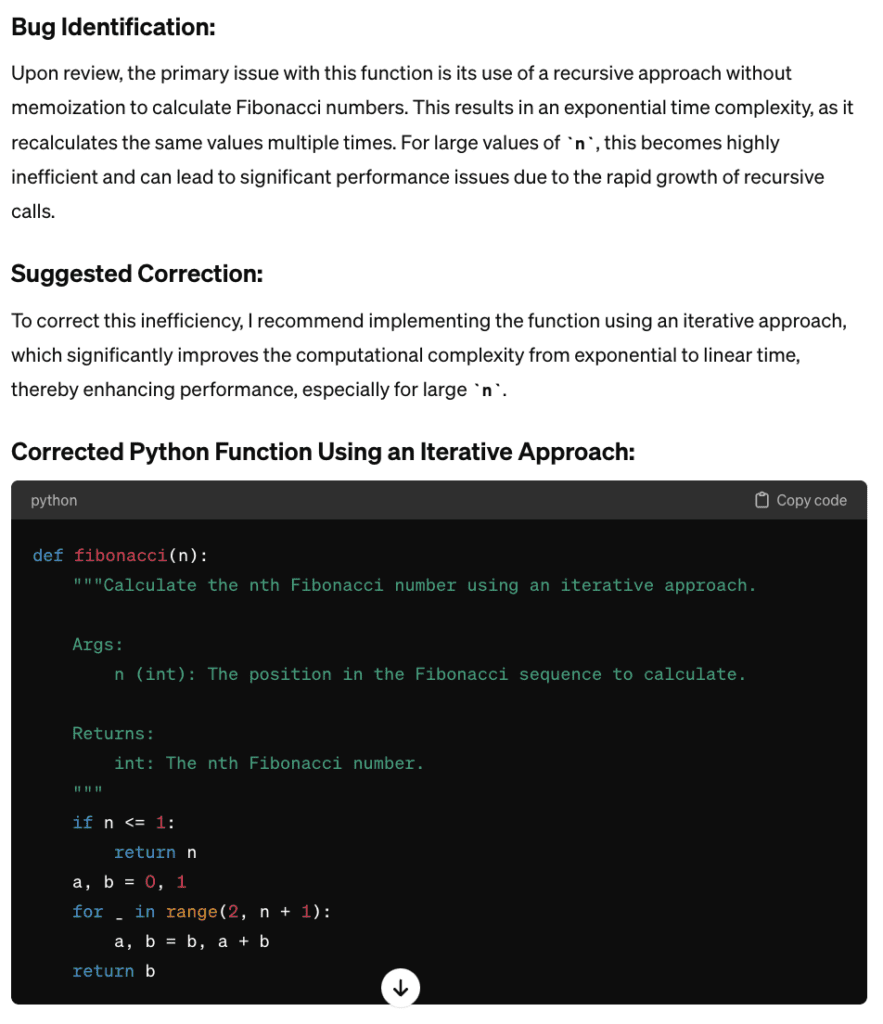 Bug Identification:
Upon review, the primary issue with this function is its use of a recursive approach without
memoization to calculate Fibonacci numbers. This results in an exponential time complexity, as it
recalculates the same values multiple times. For large values of `n`, this becomes highly
inefficient and can lead to significant performance issues due to the rapid growth of recursive
calls.
Suggested Correction:
To correct this inefficiency, I recommend implementing the function using an iterative approach,
which significantly improves the computational complexity from exponential to linear time,
thereby enhancing performance, especially for large `n`.
Corrected Python Function Using an Iterative Approach:
python Copy code
def fibonacci(n):
    """Calculate the nth Fibonacci number using an iterative approach.
    Args:
        n (int): The position in the Fibonacci sequence to calculate.
    Returns:
        int: The nth Fibonacci number.
    """
    if n <= 1:
        return n
    a, b = 0, 1
    for _ in range(2, n + 1):
        a, b = b, a + b
    return b